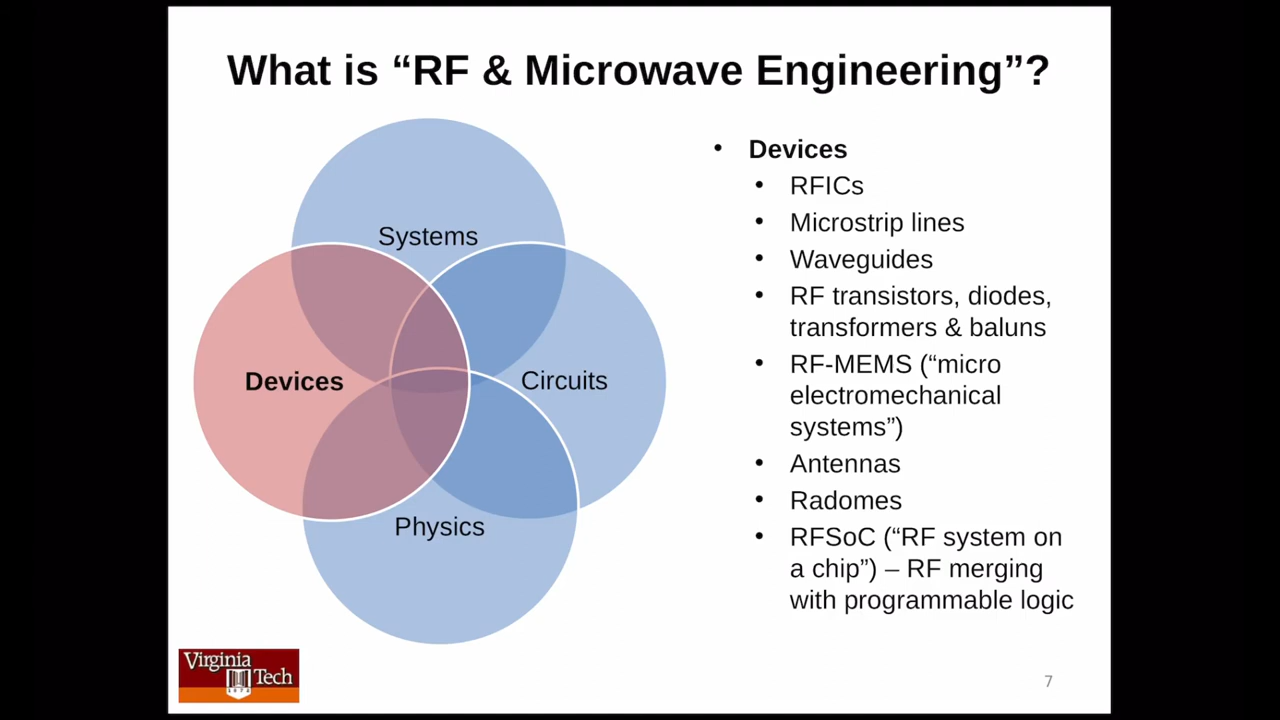 What is “RF & Microwave Engineering”?
Systems
Devices
Circuits
Physics
• Devices
• RFICs
• Microstrip lines
• Waveguides
• RF transistors, diodes,
transformers & baluns
• RF-MEMS (“micro
electromechanical
systems”)
• Antennas
• Radomes
• RFSoC (“RF system on
a chip”) – RF merging
with programmable logic
Virginia
Tech
1872
7